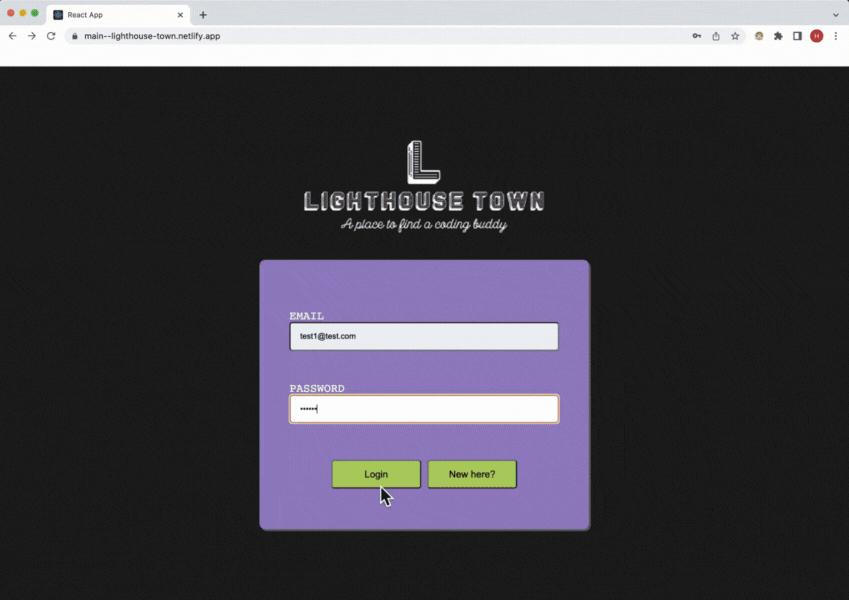 React App
main--lighthouse-town.netlify.app
H
L
LIGHTHOUSE TOWN
A place to find a coding buddy
EMAIL
test1@test.com
PASSWORD
••••••
Login
New here?